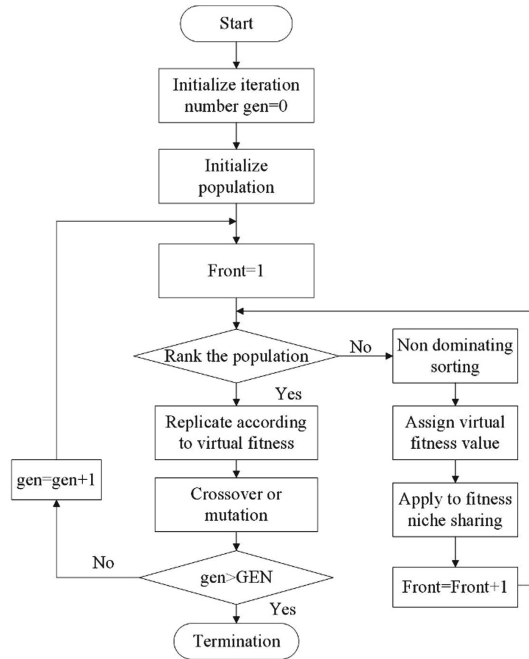 Start
Initialize iteration
number gen=0
Initialize
population
Front=1
Rank the population
No
Non dominating
sorting
Yes
Replicate according
to virtual fitness
Assign virtual
fitness value
gen=gen+1
Crossover or
mutation
Apply to fitness
niche sharing
No
gen>GEN
Front=Front+1
Yes
Termination